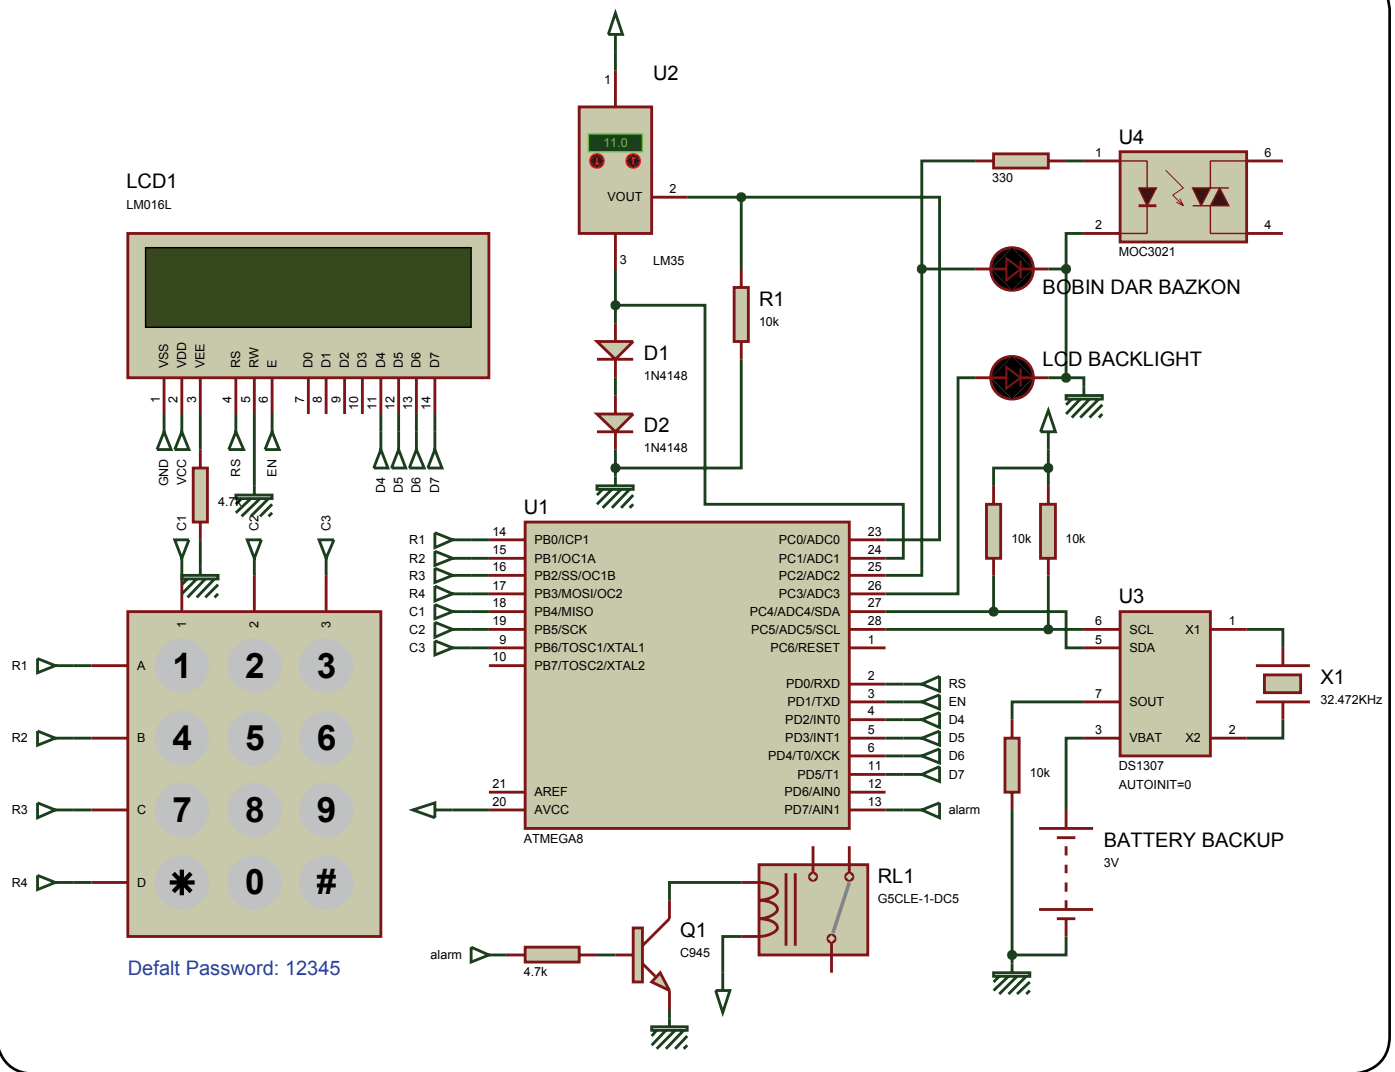 1
U2
11.0
VOUT
2
3
LM35
LCD1
LM016L
VSS
VDD
VEE
RS
RW
E
D0
D1
D2
D3
D4
D5
D6
D7
1
2
3
4
5
6
7
8
9
10
11
12
13
14
GND
VCC
RS
EN
D4
D5
D6
D7
4.7k
R1
10k
D1
1N4148
D2
1N4148
U4
330
1
2
6
4
MOC3021
BOBIN DAR BAZKON
LCD BACKLIGHT
10k
10k
C1
C2
C3
1
2
3
R1
R2
R3
R4
A
B
C
D
1 2 3
4 5 6
7 8 9
* 0 #
Defalt Password: 12345
U1
R1 14 PB0/ICP1
R2 15 PB1/OC1A
R3 16 PB2/SS/OC1B
R4 17 PB3/MOSI/OC2
C1 18 PB4/MISO
C2 19 PB5/SCK
C3 9 PB6/TOSC1/XTAL1
10 PB7/TOSC2/XTAL2
21 AREF
20 AVCC
PC0/ADC0 23
PC1/ADC1 24
PC2/ADC2 25
PC3/ADC3 26
PC4/ADC4/SDA 27
PC5/ADC5/SCL 28
PC6/RESET 1
PD0/RXD 2 RS
PD1/TXD 3 EN
PD2/INT0 4 D4
PD3/INT1 5 D5
PD4/T0/XCK 6 D6
PD5/T1 11 D7
PD6/AIN0 12
PD7/AIN1 13 alarm
ATMEGA8
U3
6 SCL X1 1
5 SDA
7 SOUT
3 VBAT X2 2
DS1307
AUTOINIT=0
X1
32.472KHz
10k
BATTERY BACKUP
3V
RL1
G5CLE-1-DC5
Q1
C945
alarm
4.7k